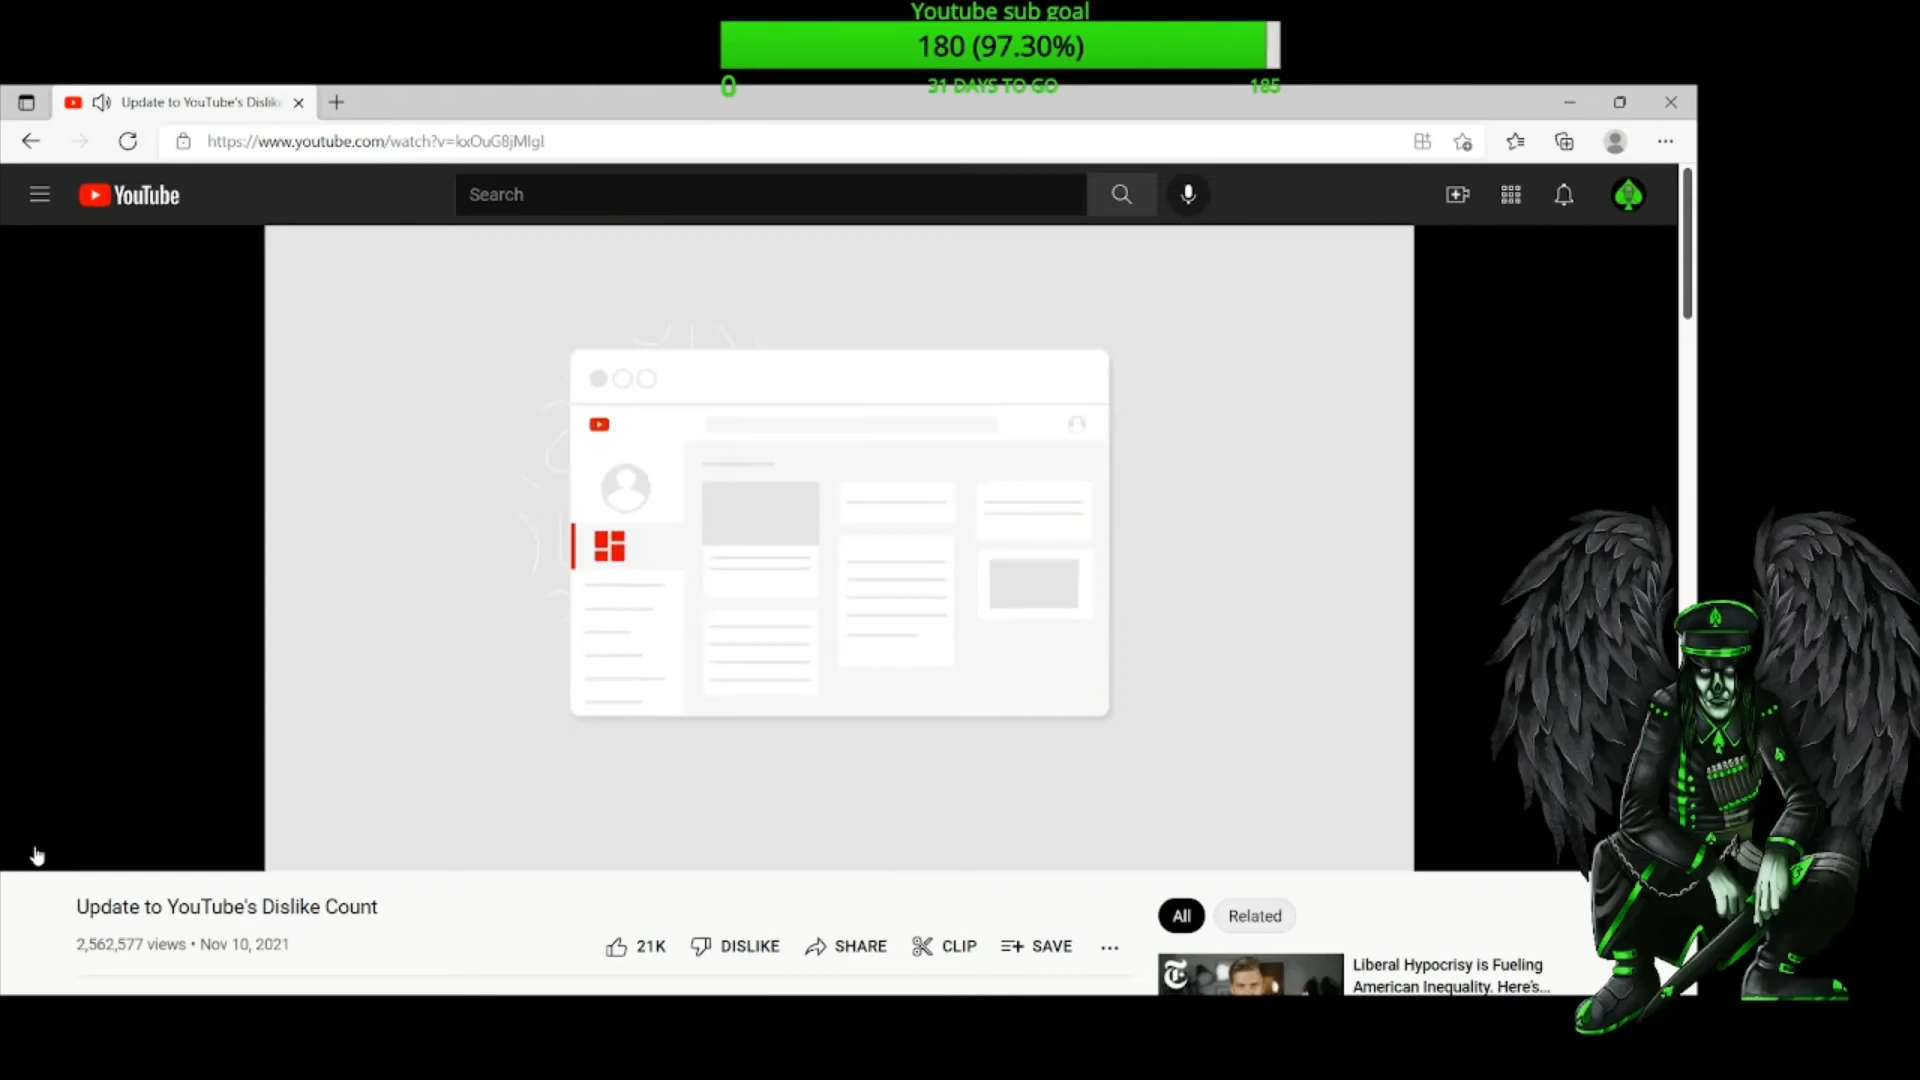 Youtube sub goal
180 (97.30%)
0
31 DAYS TO GO
185
Update to YouTube's Dislik
https://www.youtube.com/watch?v=kxOuG8jMIgI
YouTube
Search
Update to YouTube's Dislike Count
2,562,577 views • Nov 10, 2021
21K
DISLIKE
SHARE
CLIP
SAVE
All
Related
Liberal Hypocrisy is Fueling
American Inequality. Here's...